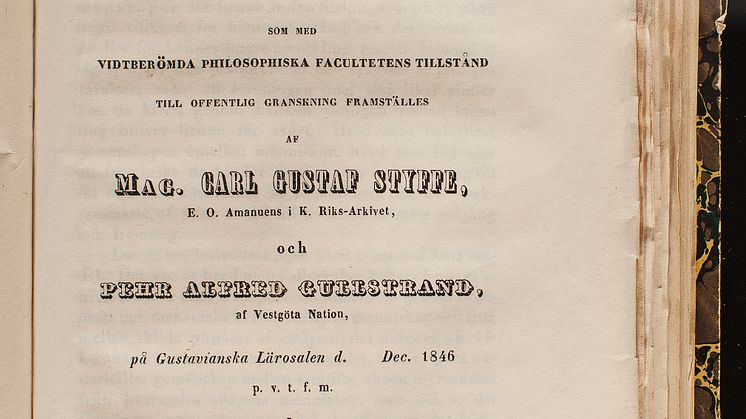 SOM MED
VIDTBERÖMDA PHILOSOPHISKA FACULTETENS TILLSTÅND
TILL OFFENTLIG GRANSKNING FRAMSTÄLLES
AF
MAG. CARL GUSTAF STYFFE,
E. O. Amanuens i K. Riks-Arkivet,
och
PEHR ALFRED GULLSTRAND,
af Vestgöta Nation,
på Gustavianska Lärosalen d. Dec. 1846
p. v. t. f. m.